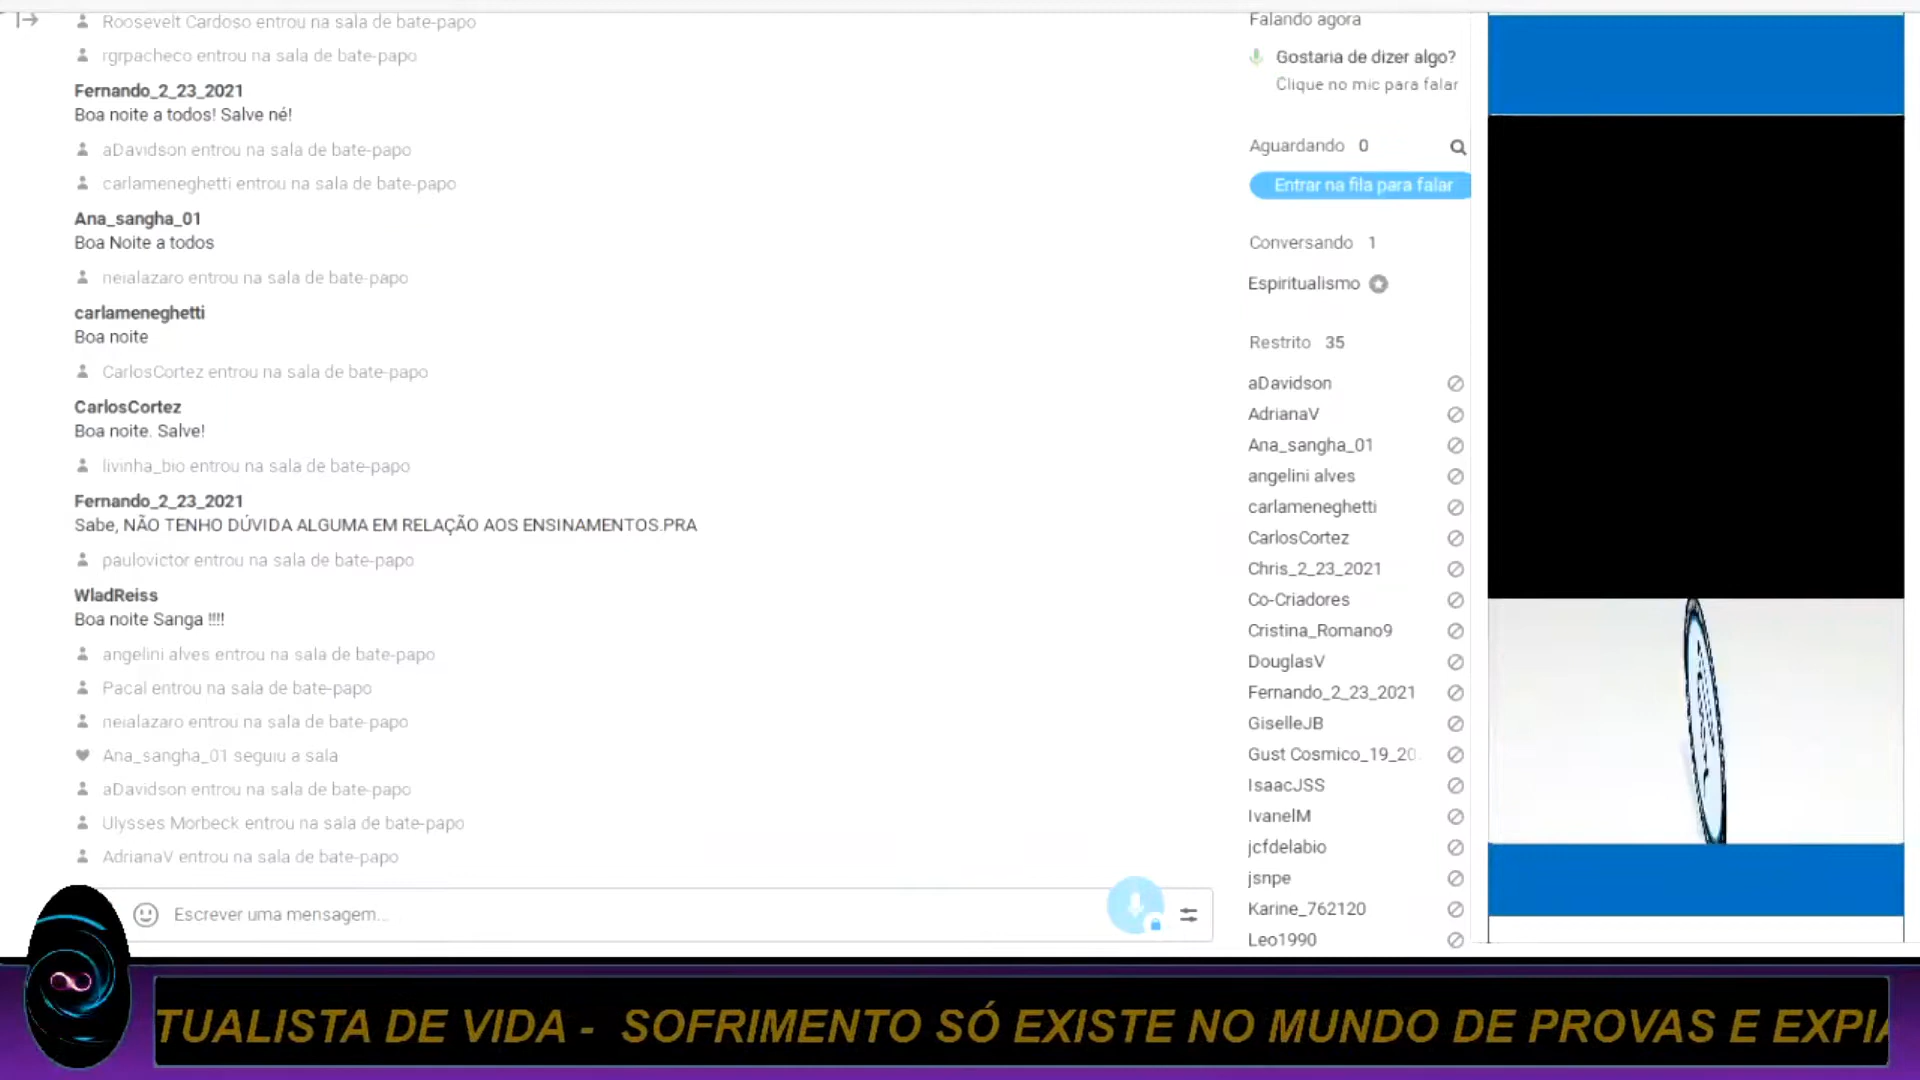 Roosevelt Cardoso entrou na sala de bate-papo
rgrpacheco entrou na sala de bate-papo
Fernando_2_23_2021
Boa noite a todos! Salve né!
aDavidson entrou na sala de bate-papo
carlameneghetti entrou na sala de bate-papo
Ana_sangha_01
Boa Noite a todos
neialazaro entrou na sala de bate-papo
carlameneghetti
Boa noite
CarlosCortez entrou na sala de bate-papo
CarlosCortez
Boa noite. Salve!
livinha_bio entrou na sala de bate-papo
Fernando_2_23_2021
Sabe, NÃO TENHO DÚVIDA ALGUMA EM RELAÇÃO AOS ENSINAMENTOS.PRA
paulovictor entrou na sala de bate-papo
WladReiss
Boa noite Sanga !!!!
angelini alves entrou na sala de bate-papo
Pacal entrou na sala de bate-papo
neialazaro entrou na sala de bate-papo
Ana_sangha_01 seguiu a sala
aDavidson entrou na sala de bate-papo
Ulysses Morbeck entrou na sala de bate-papo
AdrianaV entrou na sala de bate-papo
Escrever uma mensagem...
Falando agora
Gostaria de dizer algo?
Clique no mic para falar
Aguardando 0
Entrar na fila para falar
Conversando 1
Espiritualismo
Restrito 35
aDavidson
AdrianaV
Ana_sangha_01
angelini alves
carlameneghetti
CarlosCortez
Chris_2_23_2021
Co-Criadores
Cristina_Romano9
DouglasV
Fernando_2_23_2021
GiselleJB
Gust Cosmico_19_20
IsaacJSS
IvanelM
jcfdelabio
jsnpe
Karine_762120
Leo1990
TUALISTA DE VIDA - SOFRIMENTO SÓ EXISTE NO MUNDO DE PROVAS E EXPIA